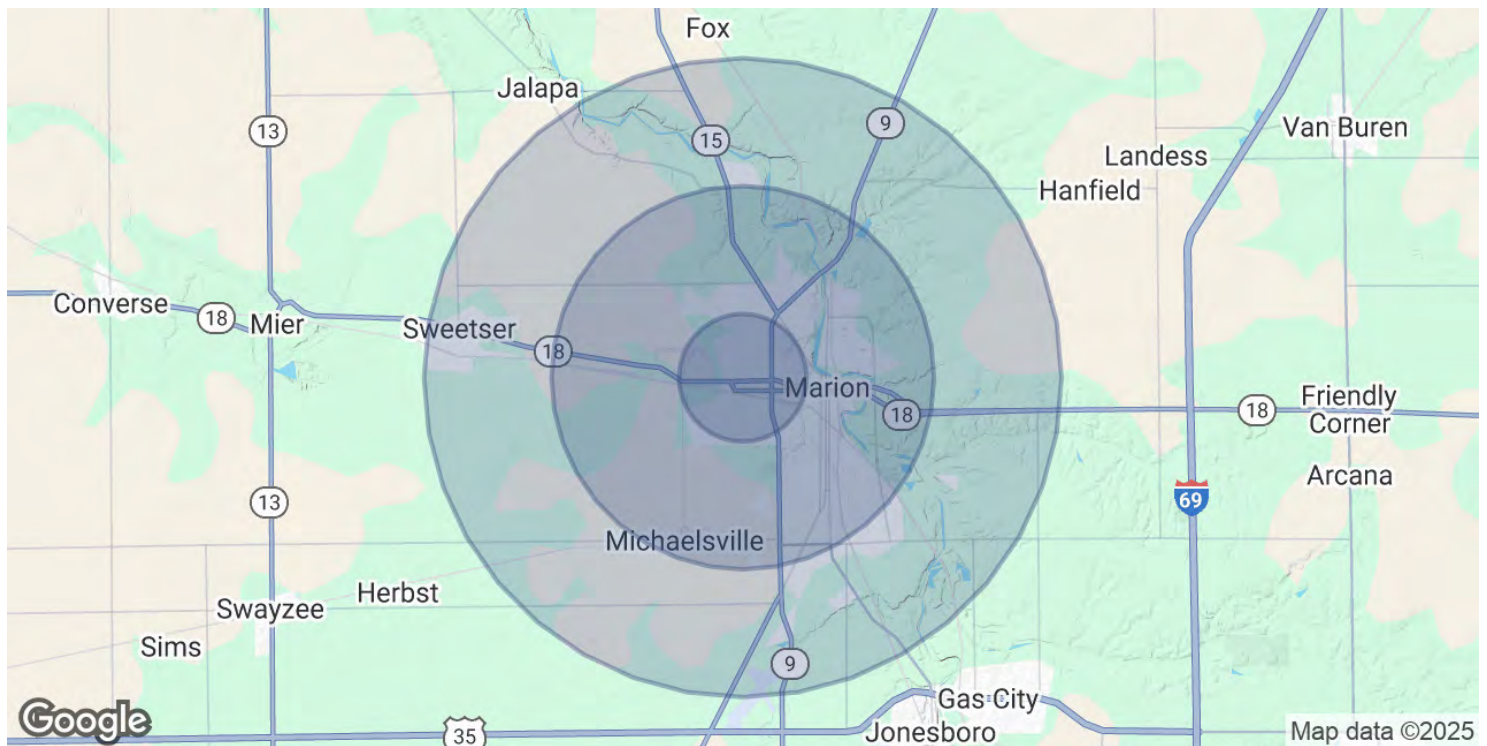 Fox
Jalapa
13
15
9
Van Buren
Landess
Hanfield
Converse
18
Mier
Sweetser
18
Marion
18
18
Friendly
Corner
Arcana
13
69
Michaelsville
Herbst
Swayzee
Sims
9
Gas City
Google
35
Jonesboro
Map data ©2025